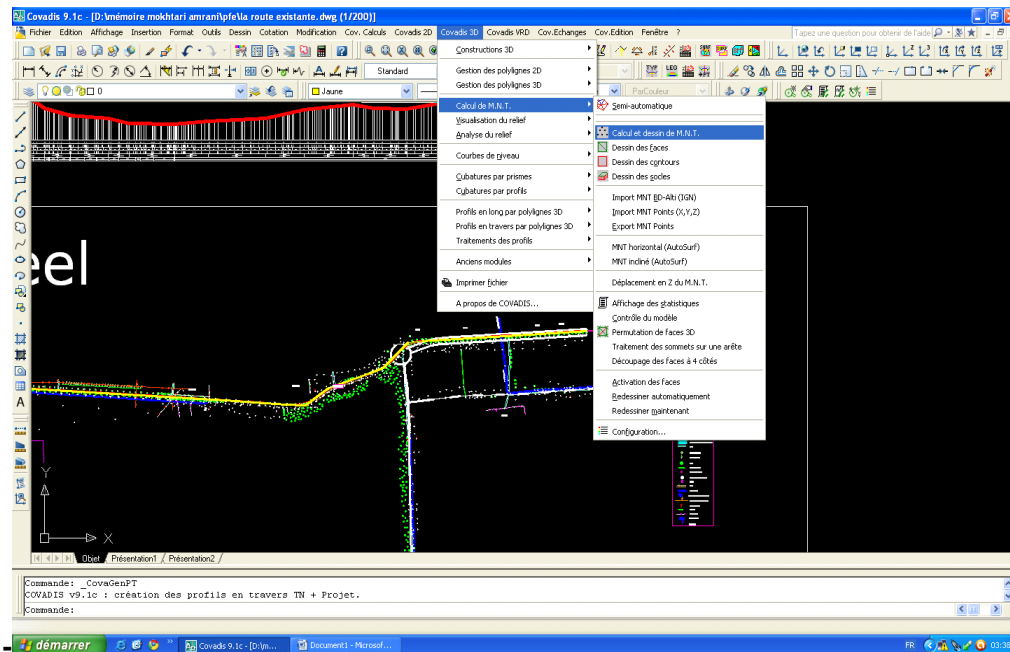 Covadis 9.1c - [D:\mémoire mokhtari amrani\pfe\la route existante.dwg (1/200)]
Fichier Edition Affichage Insertion Format Outils Dessin Cotation Modification Cov. Calculs Covadis 2D Covadis 3D Covadis VRD Cov.Echanges Cov.Edition Fenêtre ?
Tapez une question pour obtenir de l'aide
Standard
0
Jaune
ParCouleur
Constructions 3D
Gestion des polylignes 2D
Gestion des polylignes 3D
Calcul de M.N.T.
Visualisation du relief
Analyse du relief
Courbes de niveau
Cubatures par prismes
Cubatures par profils
Profils en long par polylignes 3D
Profils en travers par polylignes 3D
Traitements des profils
Anciens modules
Imprimer fichier
A propos de COVADIS...
Semi-automatique
Calcul et dessin de M.N.T.
Dessin des faces
Dessin des contours
Dessin des socles
Import MNT BD-Alti (IGN)
Import MNT Points (X,Y,Z)
Export MNT Points
MNT horizontal (AutoSurf)
MNT incliné (AutoSurf)
Déplacement en Z du M.N.T.
Affichage des statistiques
Contrôle du modèle
Permutation de faces 3D
Traitement des sommets sur une arête
Découpage des faces à 4 côtés
Activation des faces
Redessiner automatiquement
Redessiner maintenant
Configuration...
eel
A
Y
X
Objet Présentation1 Présentation2
Commande: _CovaGenPT
COVADIS v9.1c : création des profils en travers TN + Projet.
Commande:
démarrer
Covadis 9.1c - [D:\m...
Document1 - Microsof...
FR
03:38